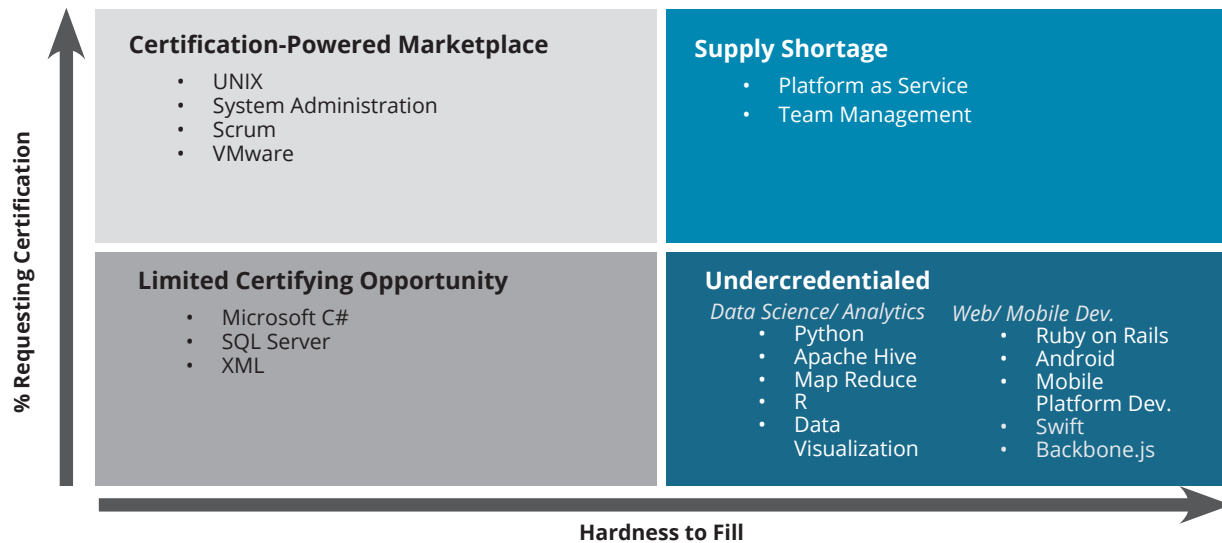 % Requesting Certification
Certification-Powered Marketplace
• UNIX
• System Administration
• Scrum
• VMware
Supply Shortage
• Platform as Service
• Team Management
Limited Certifying Opportunity
• Microsoft C#
• SQL Server
• XML
Undercredentialed
Data Science/ Analytics
• Python
• Apache Hive
• Map Reduce
• R
• Data
Visualization
Web/ Mobile Dev.
• Ruby on Rails
• Android
• Mobile
Platform Dev.
• Swift
• Backbone.js
Hardness to Fill